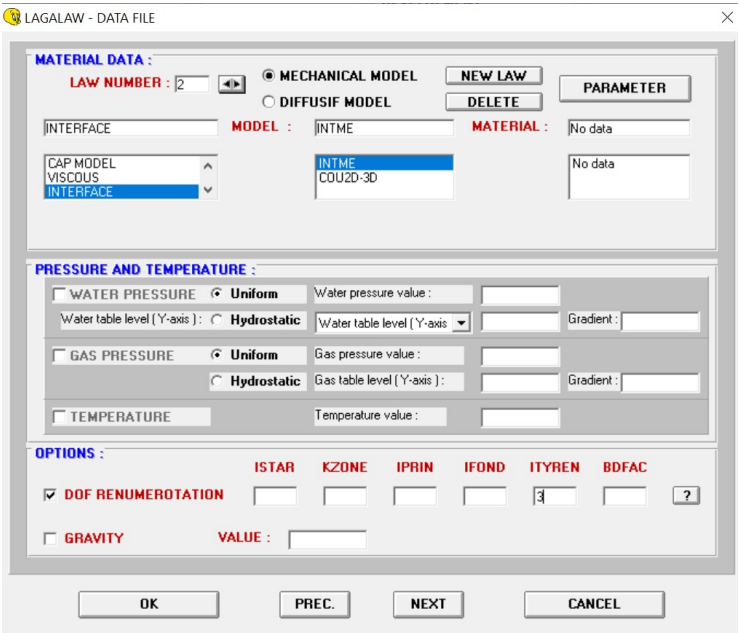 LAGALAW - DATA FILE
MATERIAL DATA :
LAW NUMBER : 2
MECHANICAL MODEL
NEW LAW
PARAMETER
DIFFUSIF MODEL
DELETE
INTERFACE
MODEL :
INTME
MATERIAL :
No data
CAP MODEL
VISCOUS
INTERFACE
INTME
COU2D-3D
No data
PRESSURE AND TEMPERATURE :
WATER PRESSURE Uniform Water pressure value :
Water table level ( Y-axis ) : Hydrostatic Water table level ( Y-axis Gradient :
GAS PRESSURE Uniform Gas pressure value :
Hydrostatic Gas table level ( Y-axis ) : Gradient :
TEMPERATURE Temperature value :
OPTIONS :
ISTAR KZONE IPRIN IFOND ITYREN BDFAC
DOF RENUMEROTATION 3 ?
GRAVITY VALUE :
OK PREC. NEXT CANCEL